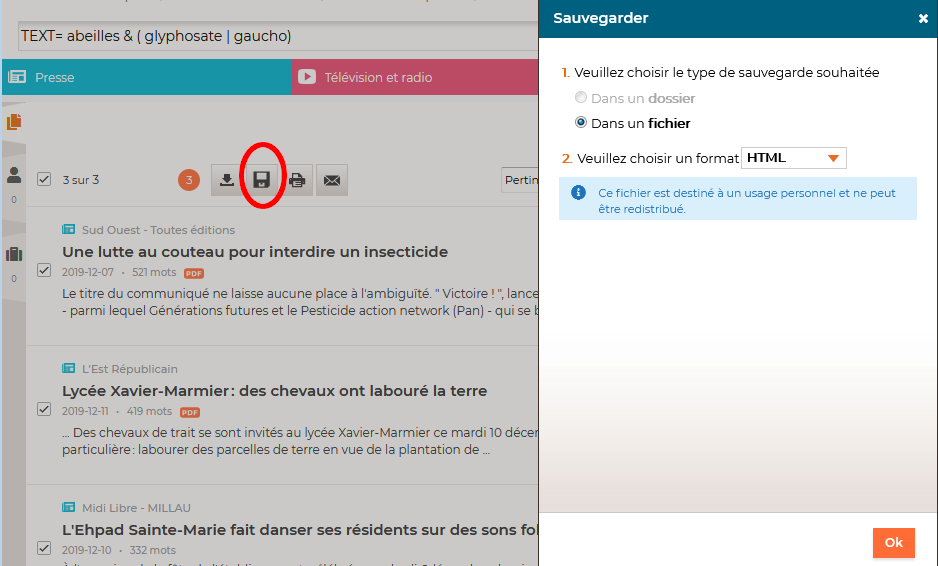 TEXT= abeilles & ( glyphosate | gaucho)
Presse
Télévision et radio
0
0
3 sur 3
3
Pertin
Sud Ouest - Toutes éditions
Une lutte au couteau pour interdire un insecticide
2019-12-07 • 521 mots PDF
Le titre du communiqué ne laisse aucune place à l'ambiguïté. " Victoire ! ", lance
- parmi lequel Générations futures et le Pesticide action network (Pan) - qui se b
L'Est Républicain
Lycée Xavier-Marmier : des chevaux ont labouré la terre
2019-12-11 • 419 mots PDF
... Des chevaux de trait se sont invités au lycée Xavier-Marmier ce mardi 10 décem
particulière : labourer des parcelles de terre en vue de la plantation de ...
Midi Libre - MILLAU
L'Ehpad Sainte-Marie fait danser ses résidents sur des sons fol
2019-12-10 • 332 mots
Sauvegarder
1. Veuillez choisir le type de sauvegarde souhaitée
Dans un dossier
Dans un fichier
2. Veuillez choisir un format HTML
Ce fichier est destiné à un usage personnel et ne peut
être redistribué.
Ok